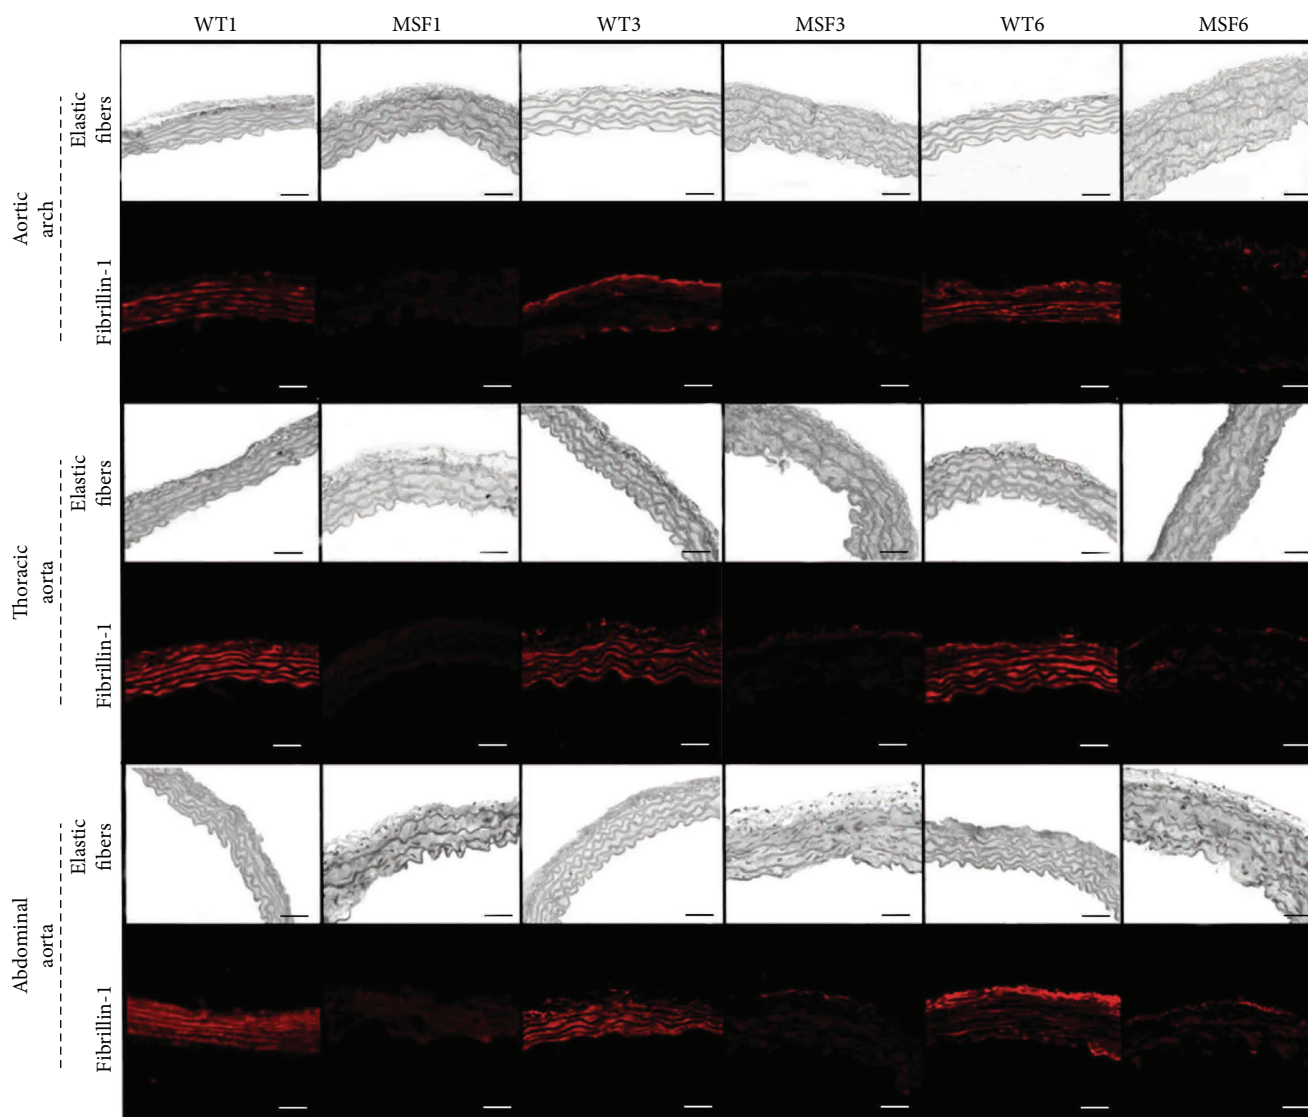 WT1 MSF1 WT3 MSF3 WT6 MSF6
Aortic
arch
Elastic
fibers
Fibrillin-1
Thoracic
aorta
Elastic
fibers
Fibrillin-1
Abdominal
aorta
Elastic
fibers
Fibrillin-1